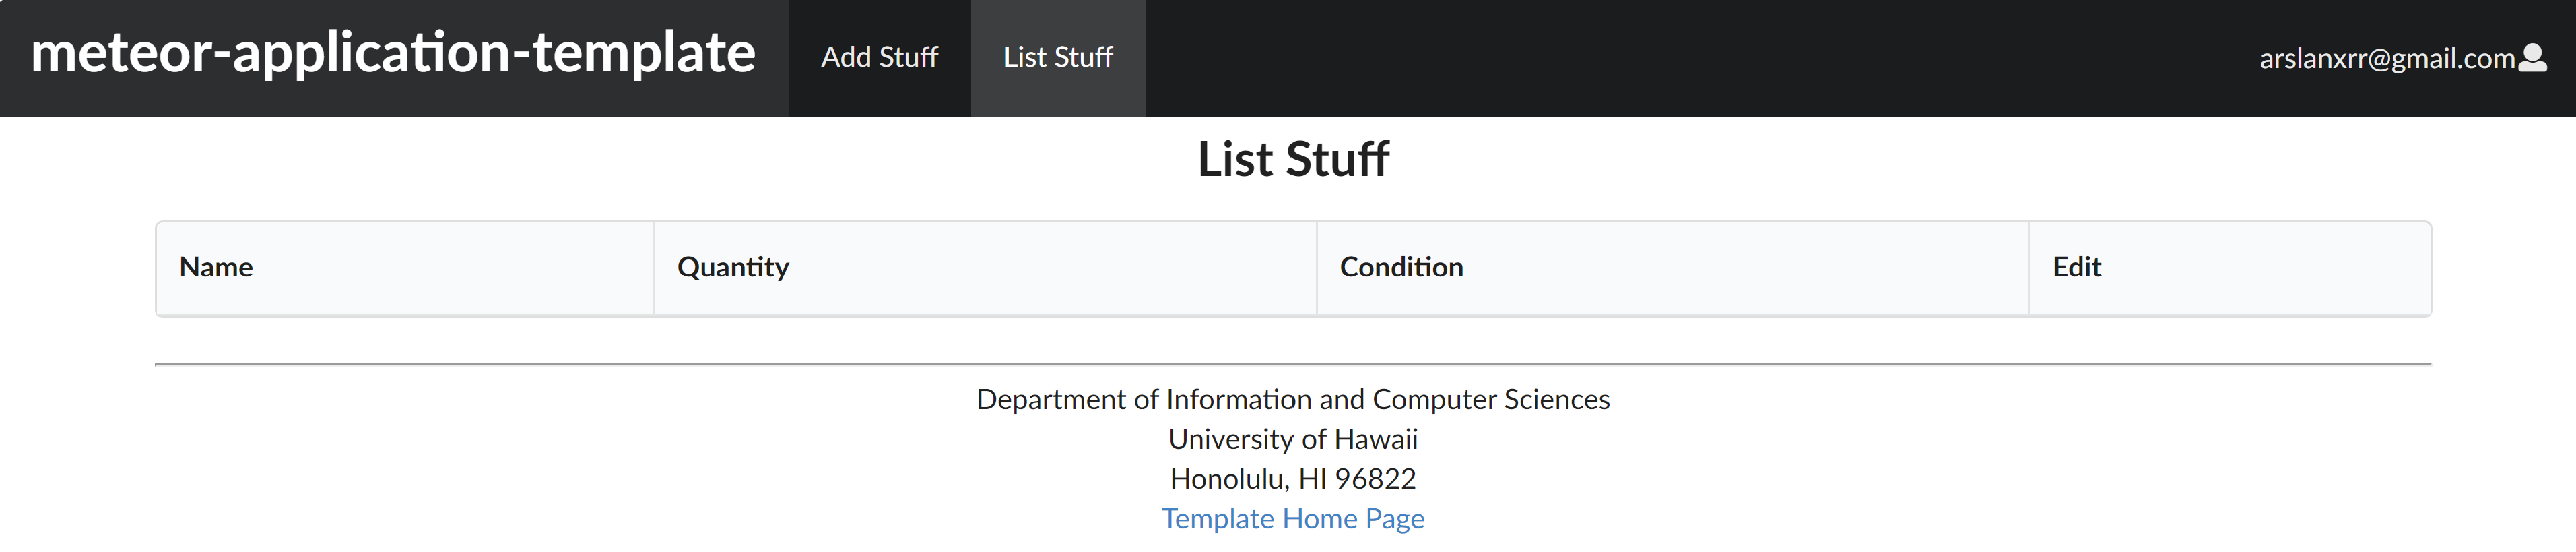 meteor-application-template Add Stuff List Stuff arslanxrr@gmail.com
List Stuff
Name Quantity Condition Edit
Department of Information and Computer Sciences
University of Hawaii
Honolulu, HI 96822
Template Home Page